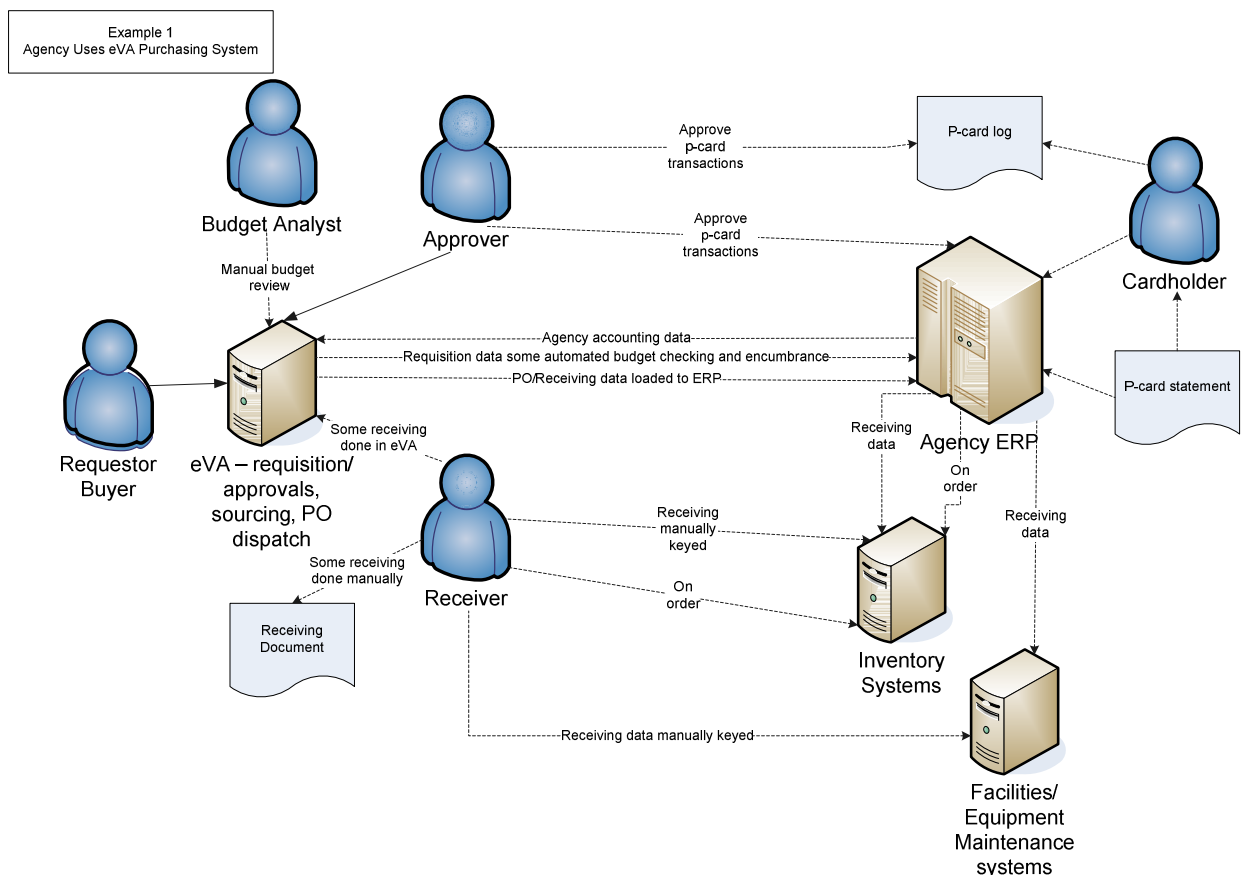 Example 1
Agency Uses eVA Purchasing System
Budget Analyst
Approver
Approve
p-card
transactions
P-card log
Approve
p-card
transactions
Cardholder
Manual budget
review
Agency accounting data
Requisition data some automated budget checking and encumbrance
PO/Receiving data loaded to ERP
P-card statement
Requestor
Buyer
eVA – requisition/
approvals,
sourcing, PO
dispatch
Some receiving
done in eVA
Receiving
data
Agency ERP
On
order
Receiving
data
Receiving
manually
keyed
Some receiving
done manually
Receiver
On
order
Receiving
Document
Inventory
Systems
Receiving data manually keyed
Facilities/
Equipment
Maintenance
systems